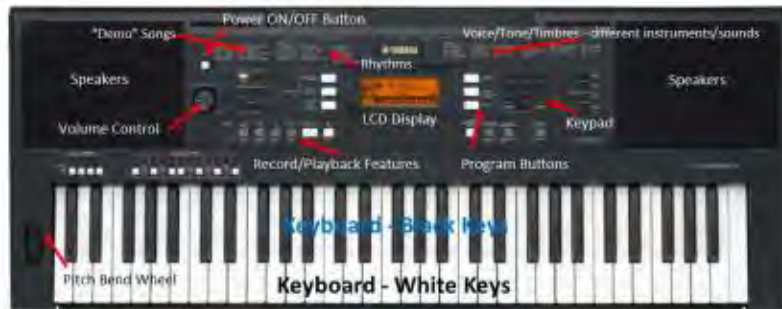 Power ON/OFF Button
"Demo" Songs
Voice/Tone/Timbres - different instruments/sounds
YAMAHA
Rhythms
Speakers
Speakers
LCD Display
Volume Control
Keypad
Record/Playback Features
Program Buttons
Keyboard - Black Keys
Pitch Bend Wheel
Keyboard - White Keys